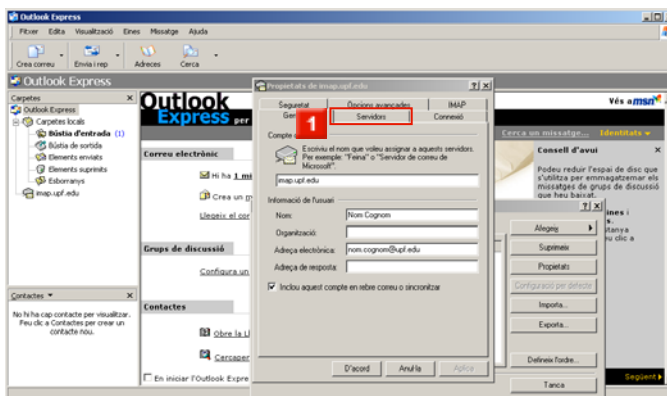 Outlook Express
Fitxer Edita Visualització Eines Missatge Ajuda
Crea correu Envia i rep Adreces Cerca
Outlook Express
Carpetes
Outlook Express
Carpetes locals
Bústia d'entrada (1)
Bústia de sortida
Elements enviats
Elements suprimits
Esborranys
imap.upf.edu
Contactes
No hi ha cap contacte per visualitzar.
Feu clic a Contactes per crear un
contacte nou.
Outlook
Express per
Vés a msn
Cerca un missatge... Identitats
Correu electrònic
Hi ha 1 mi
Crea un
Llegeix el cor
Grups de discussió
Configura un
Contactes
Obre la Ll
Cercaper
En iniciar l'Outlook Expre
Propietats de imap.upf.edu
Seguretat Opcions avançades IMAP
Gen 1 Servidors Connexió
Compte
Escriviu el nom que voleu assignar a aquests servidors.
Per exemple: "Feina" o "Servidor de correu de
Microsoft".
imap.upf.edu
Informació de l'usuari
Nom: Nom Cognom
Organització:
Adreça electrònica: nom.cognom@upf.edu
Adreça de resposta:
Inclou aquest compte en rebre correu o sincronitzar
D'acord Anul·la Aplica
Consell d'avui
Podeu reduir l'espai de disc que
s'utilitza per emmagatzemar els
missatges de grups de discussió
que heu baixat.
ines i
s.
tanya
eu clic a
Afegeix
Suprimeix
Propietats
Configuració per defecte
Importa...
Exporta...
Defineix l'ordre...
Tanca
Següent